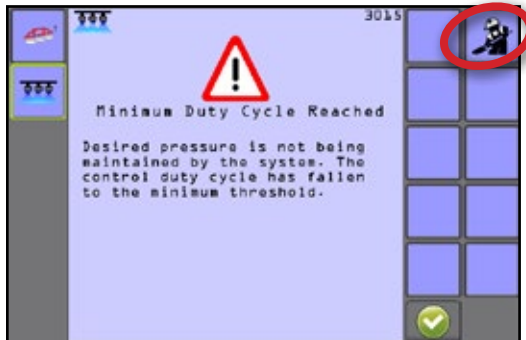 3015
Minimum Duty Cycle Reached
Desired pressure is not being
maintained by the system. The
control duty cycle has fallen
to the minimum threshold.